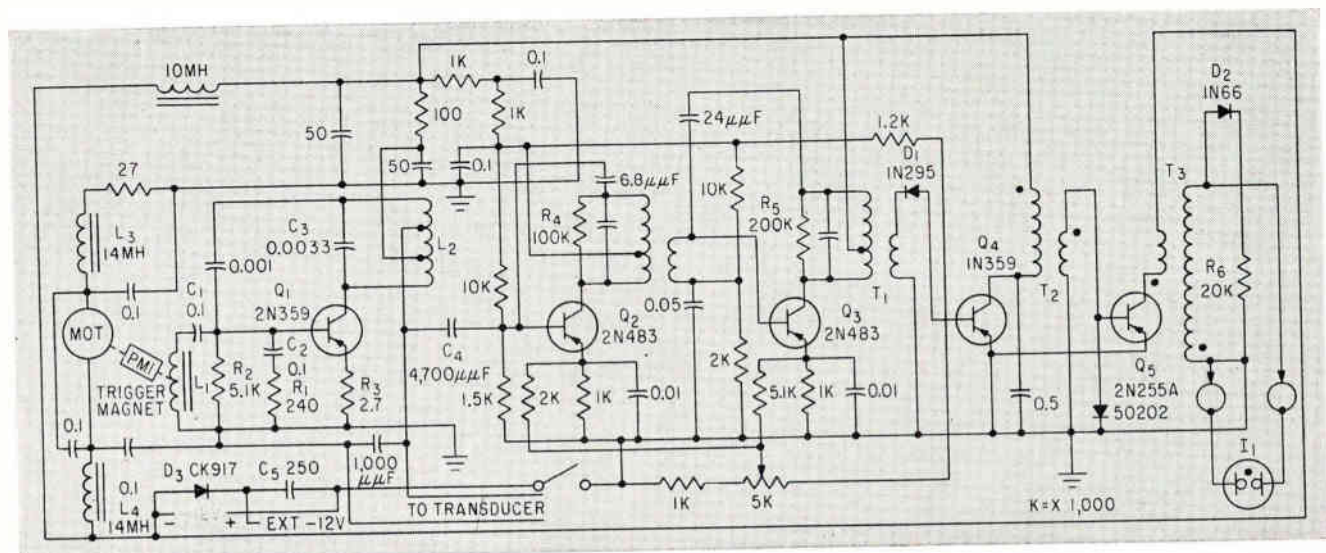 10MH
1K
0.1
D2
1N66
50
100
1K
24μμF
1.2K
D1
1N295
T3
27
50
0.1
6.8μμF
10K
R5
200K
L3
14MH
C3
0.0033
L2
R4
100K
Q4
1N359
0.001
0.1
C1
0.1
Q1
2N359
10K
0.05
T1
T2
R6
20K
MOT
PM1
TRIGGER
MAGNET
L1
R2
5.1K
C2
0.1
R1
240
R3
2.7
C4
4,700μμF
Q2
2N483
Q3
2N483
Q5
2N255A
1.5K
2K
1K
0.01
2K
5.1K
1K
0.01
0.5
50202
0.1
0.1
L4
14MH
D3 CK917
C5 250
1,000
μμF
I1
- + EXT -12V
TO TRANSDUCER
1K
5K
K=X 1,000